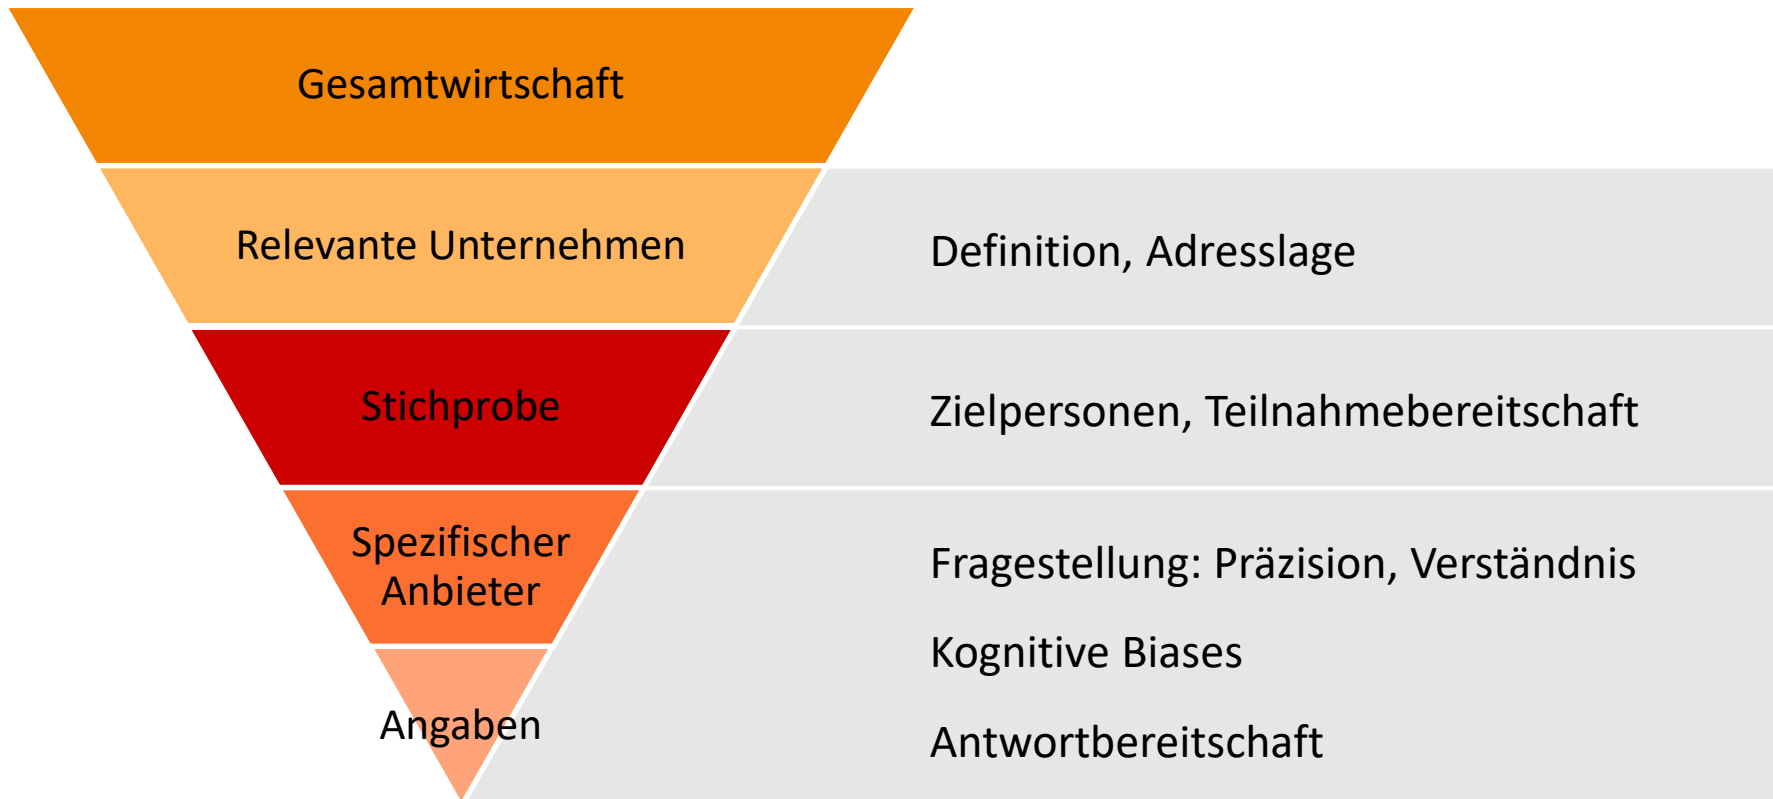 Gesamtwirtschaft
Relevante Unternehmen
Definition, Adresslage
Stichprobe
Zielpersonen, Teilnahmebereitschaft
Spezifischer
Anbieter
Fragestellung: Präzision, Verständnis
Kognitive Biases
Angaben
Antwortbereitschaft